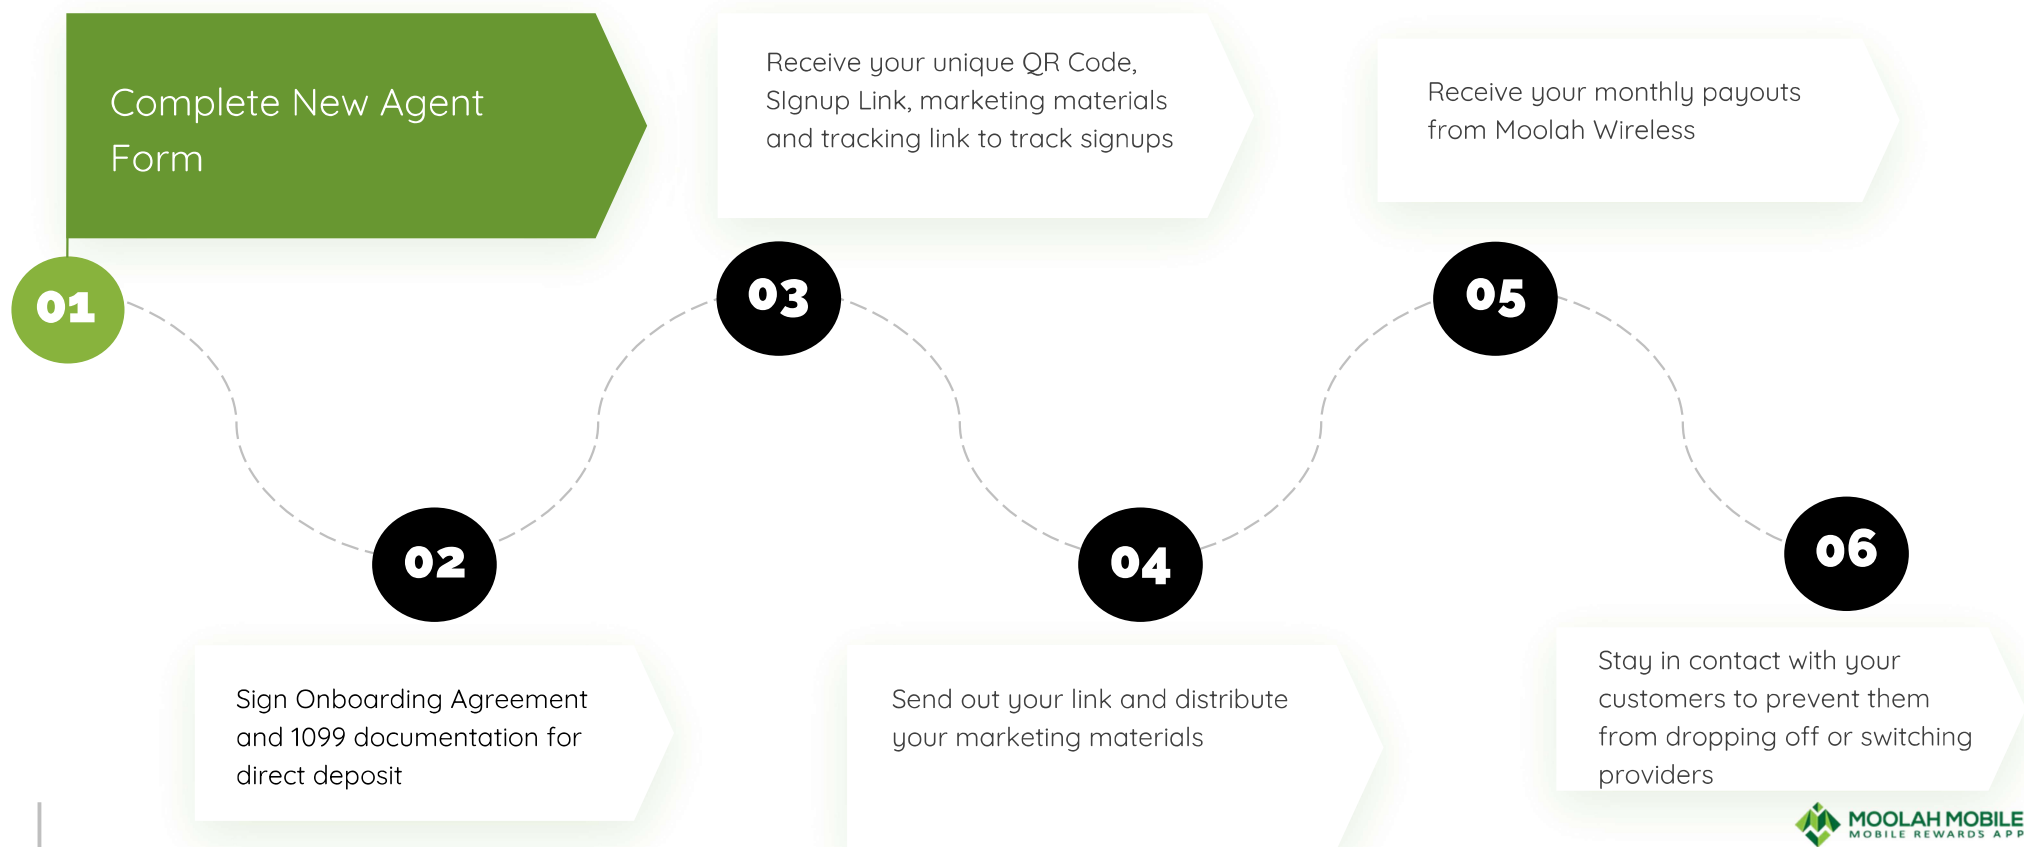 Complete New Agent
Form
01
Sign Onboarding Agreement
and 1099 documentation for
direct deposit
02
Receive your unique QR Code,
SIgnup Link, marketing materials
and tracking link to track signups
03
Send out your link and distribute
your marketing materials
04
Receive your monthly payouts
from Moolah Wireless
05
Stay in contact with your
customers to prevent them
from dropping off or switching
providers
06
MOOLAH MOBILE
MOBILE REWARDS APP